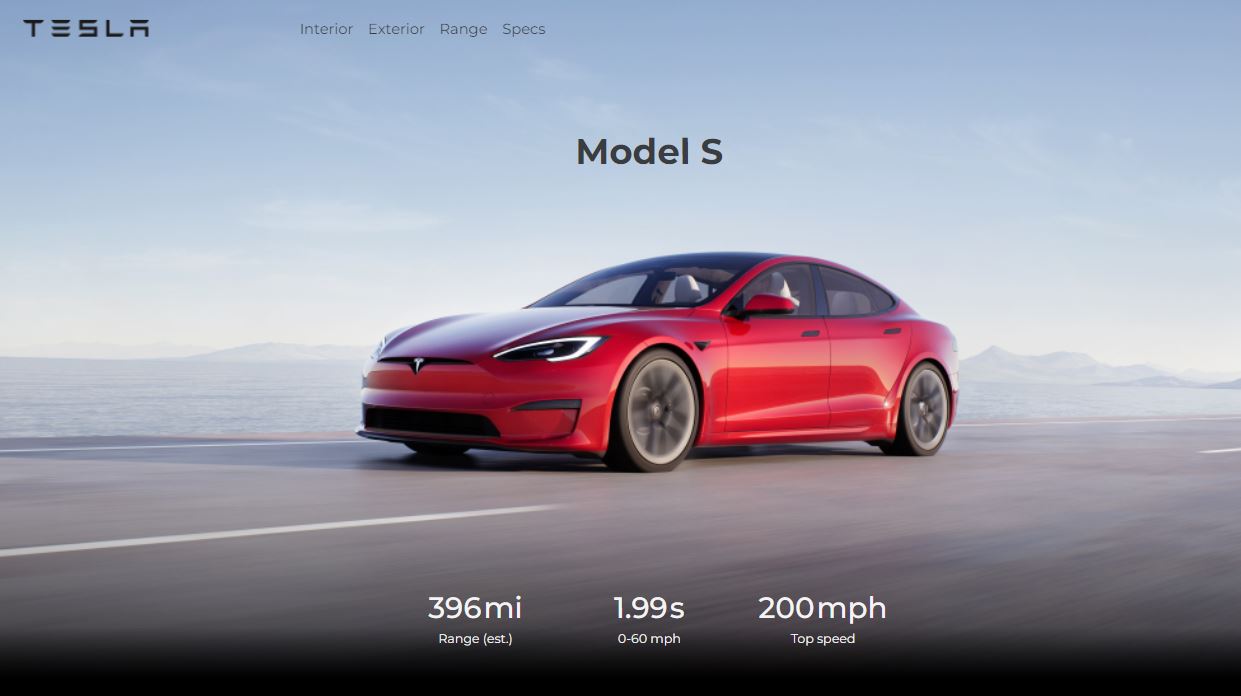 TESLA
Interior Exterior Range Specs
Model S
396mi 1.99s 200mph
Range (est.) 0-60 mph Top speed